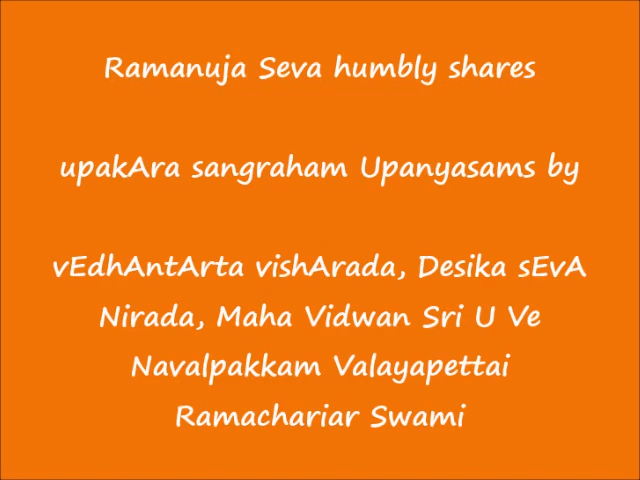 Ramanuja Seva humbly shares
upakAra sangraham Upanyasams by
vEdhAntArta vishArada, Desika sEvA
Nirada, Maha Vidwan Sri U Ve
Navalpakkam Valayapettai
Ramachariar Swami